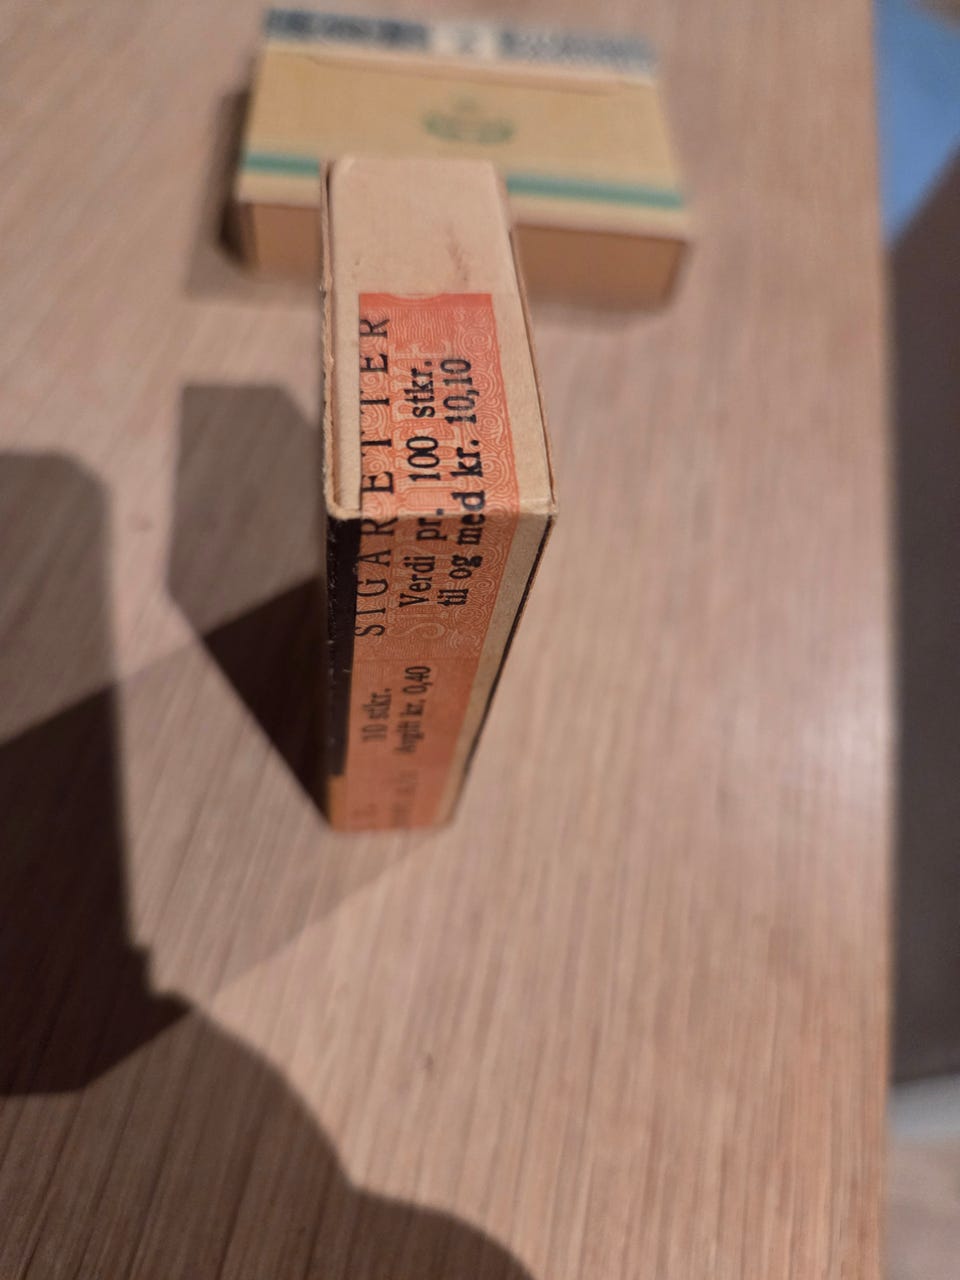 SIGARETTER
Verdi pr. 100 stkr.
til og med kr. 10,10
10 stkr.
Avgift kr. 0,40